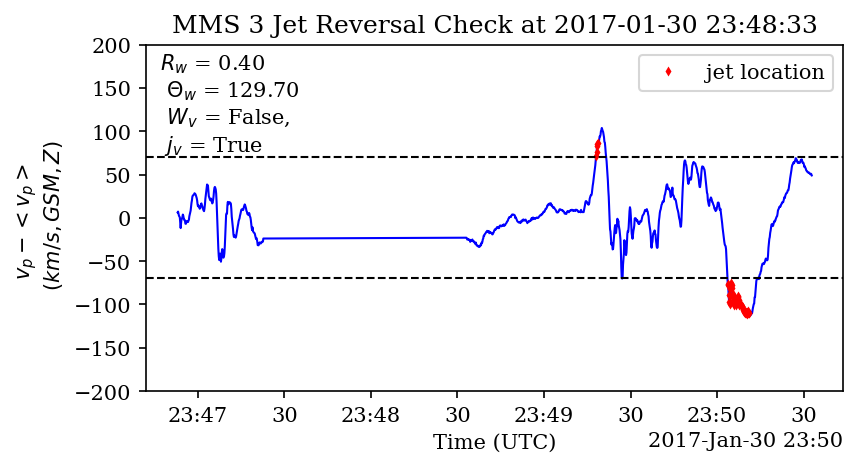 MMS 3 Jet Reversal Check at 2017-01-30 23:48:33
200
150
100
50
0
−50
−100
−150
−200
v_p − < v_p >
(km/s, GSM, Z)
R_w = 0.40
Θ_w = 129.70
W_v = False,
j_v = True
jet location
23:47 30 23:48 30 23:49 30 23:50 30
Time (UTC)
2017-Jan-30 23:50